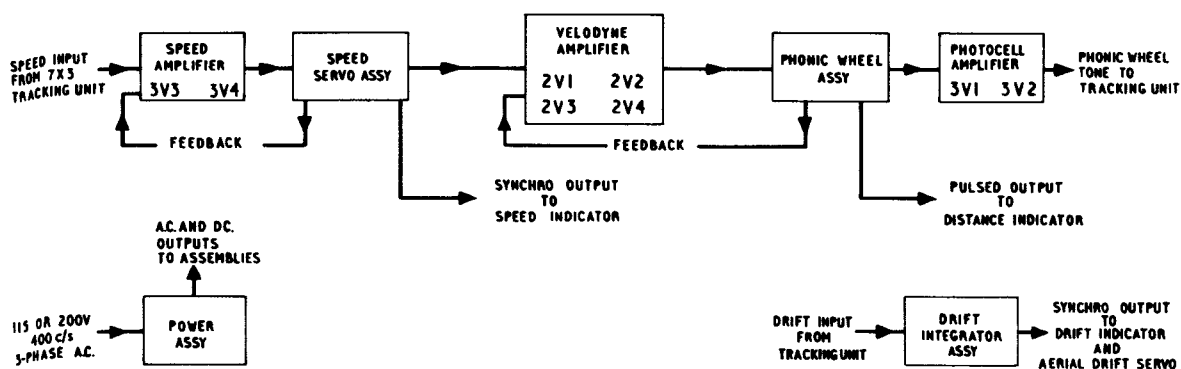 SPEED INPUT
FROM 7X3
TRACKING UNIT
SPEED
AMPLIFIER
3V3 3V4
SPEED
SERVO ASSY
VELODYNE
AMPLIFIER
2V1 2V2
2V3 2V4
PHONIC WHEEL
ASSY
PHOTOCELL
AMPLIFIER
3V1 3V2
PHONIC WHEEL
TONE TO
TRACKING UNIT
FEEDBACK
FEEDBACK
SYNCHRO OUTPUT
TO
SPEED INDICATOR
PULSED OUTPUT
TO
DISTANCE INDICATOR
A.C. AND DC.
OUTPUTS
TO ASSEMBLIES
115 OR 200V
400 c/s
3-PHASE A.C.
POWER
ASSY
DRIFT INPUT
FROM
TRACKING UNIT
DRIFT
INTEGRATOR
ASSY
SYNCHRO OUTPUT
TO
DRIFT INDICATOR
AND
AERIAL DRIFT SERVO